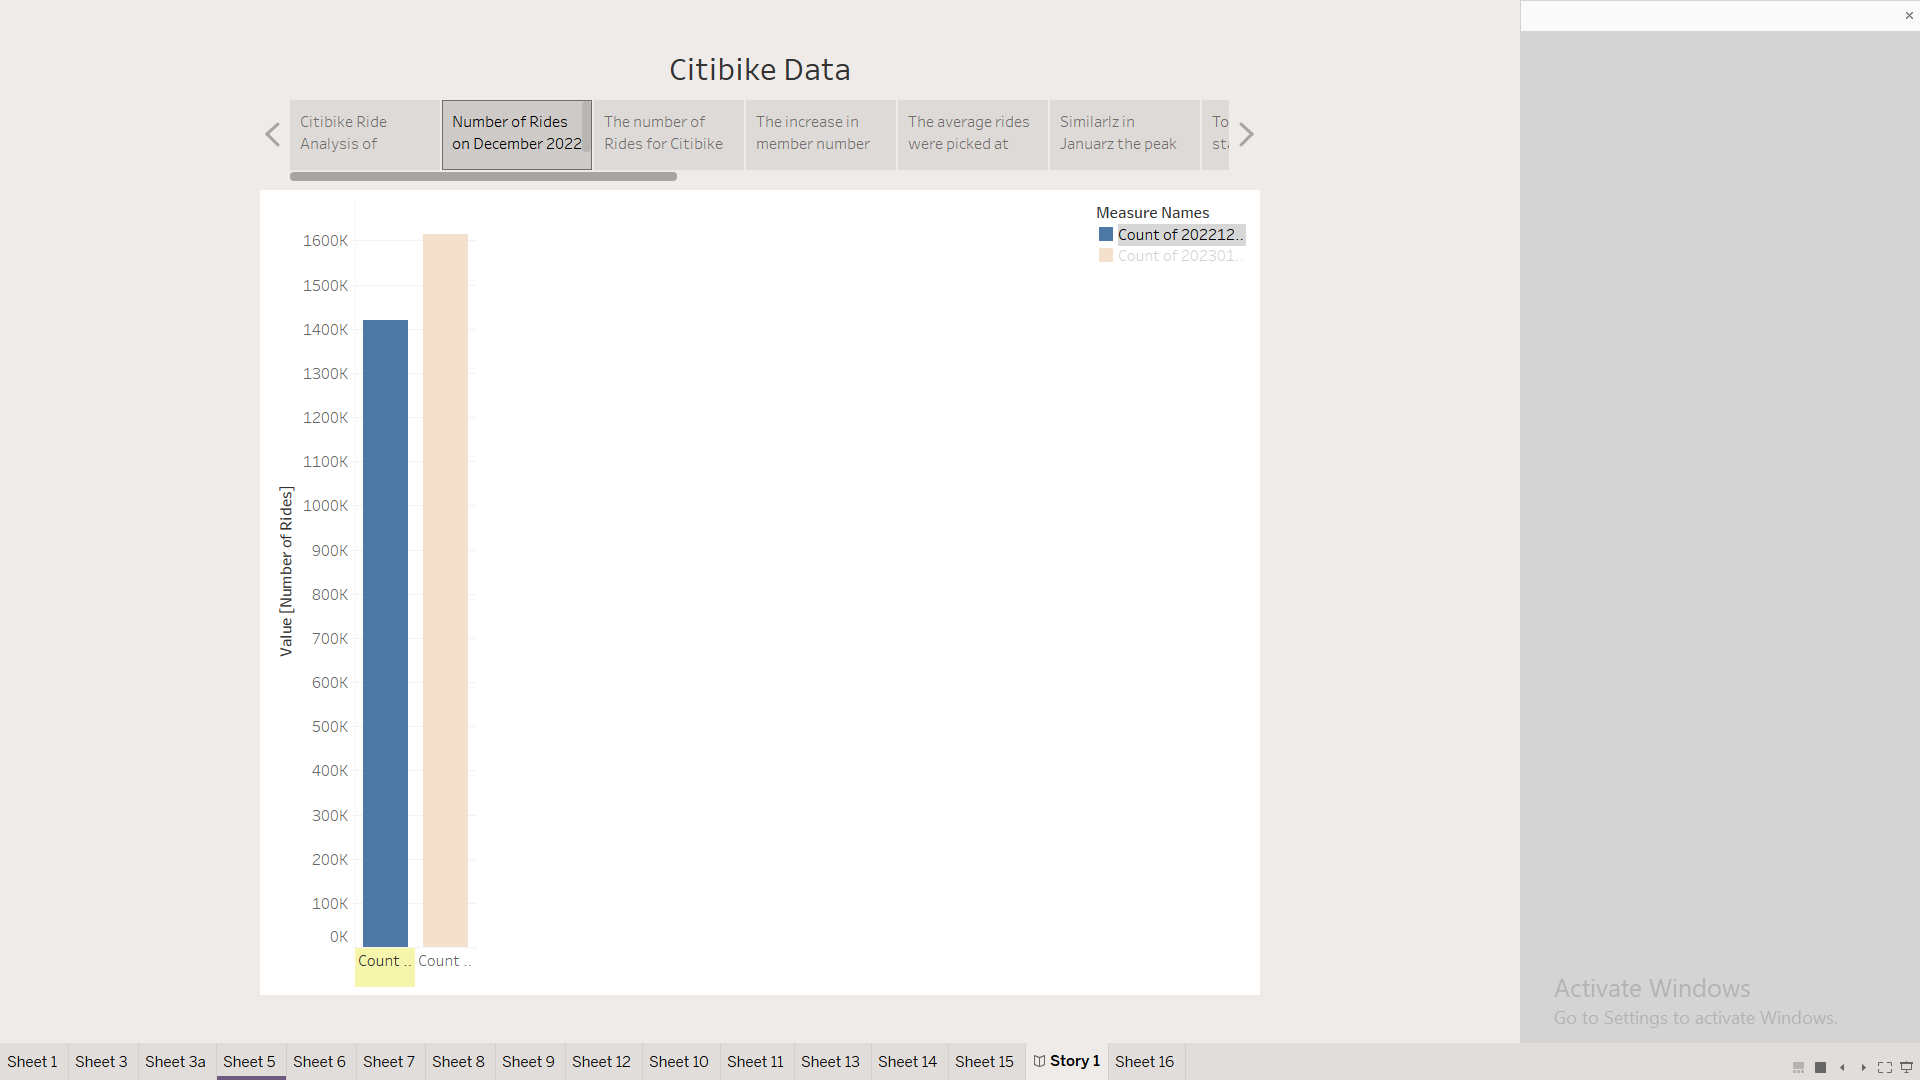 Citibike Data
Citibike Ride
Analysis of
Number of Rides
on December 2022
The number of
Rides for Citibike
The increase in
member number
The average rides
were picked at
Similarlz in
Januarz the peak
To
Measure Names
Count of 202212..
Count of 202301..
1600K
1500K
1400K
1300K
1200K
1100K
1000K
900K
800K
700K
600K
500K
400K
300K
200K
100K
0K
Value [Number of Rides]
Count ..
Count ..
Activate Windows
Go to Settings to activate Windows.
Sheet 1
Sheet 3
Sheet 3a
Sheet 5
Sheet 6
Sheet 7
Sheet 8
Sheet 9
Sheet 12
Sheet 10
Sheet 11
Sheet 13
Sheet 14
Sheet 15
Story 1
Sheet 16